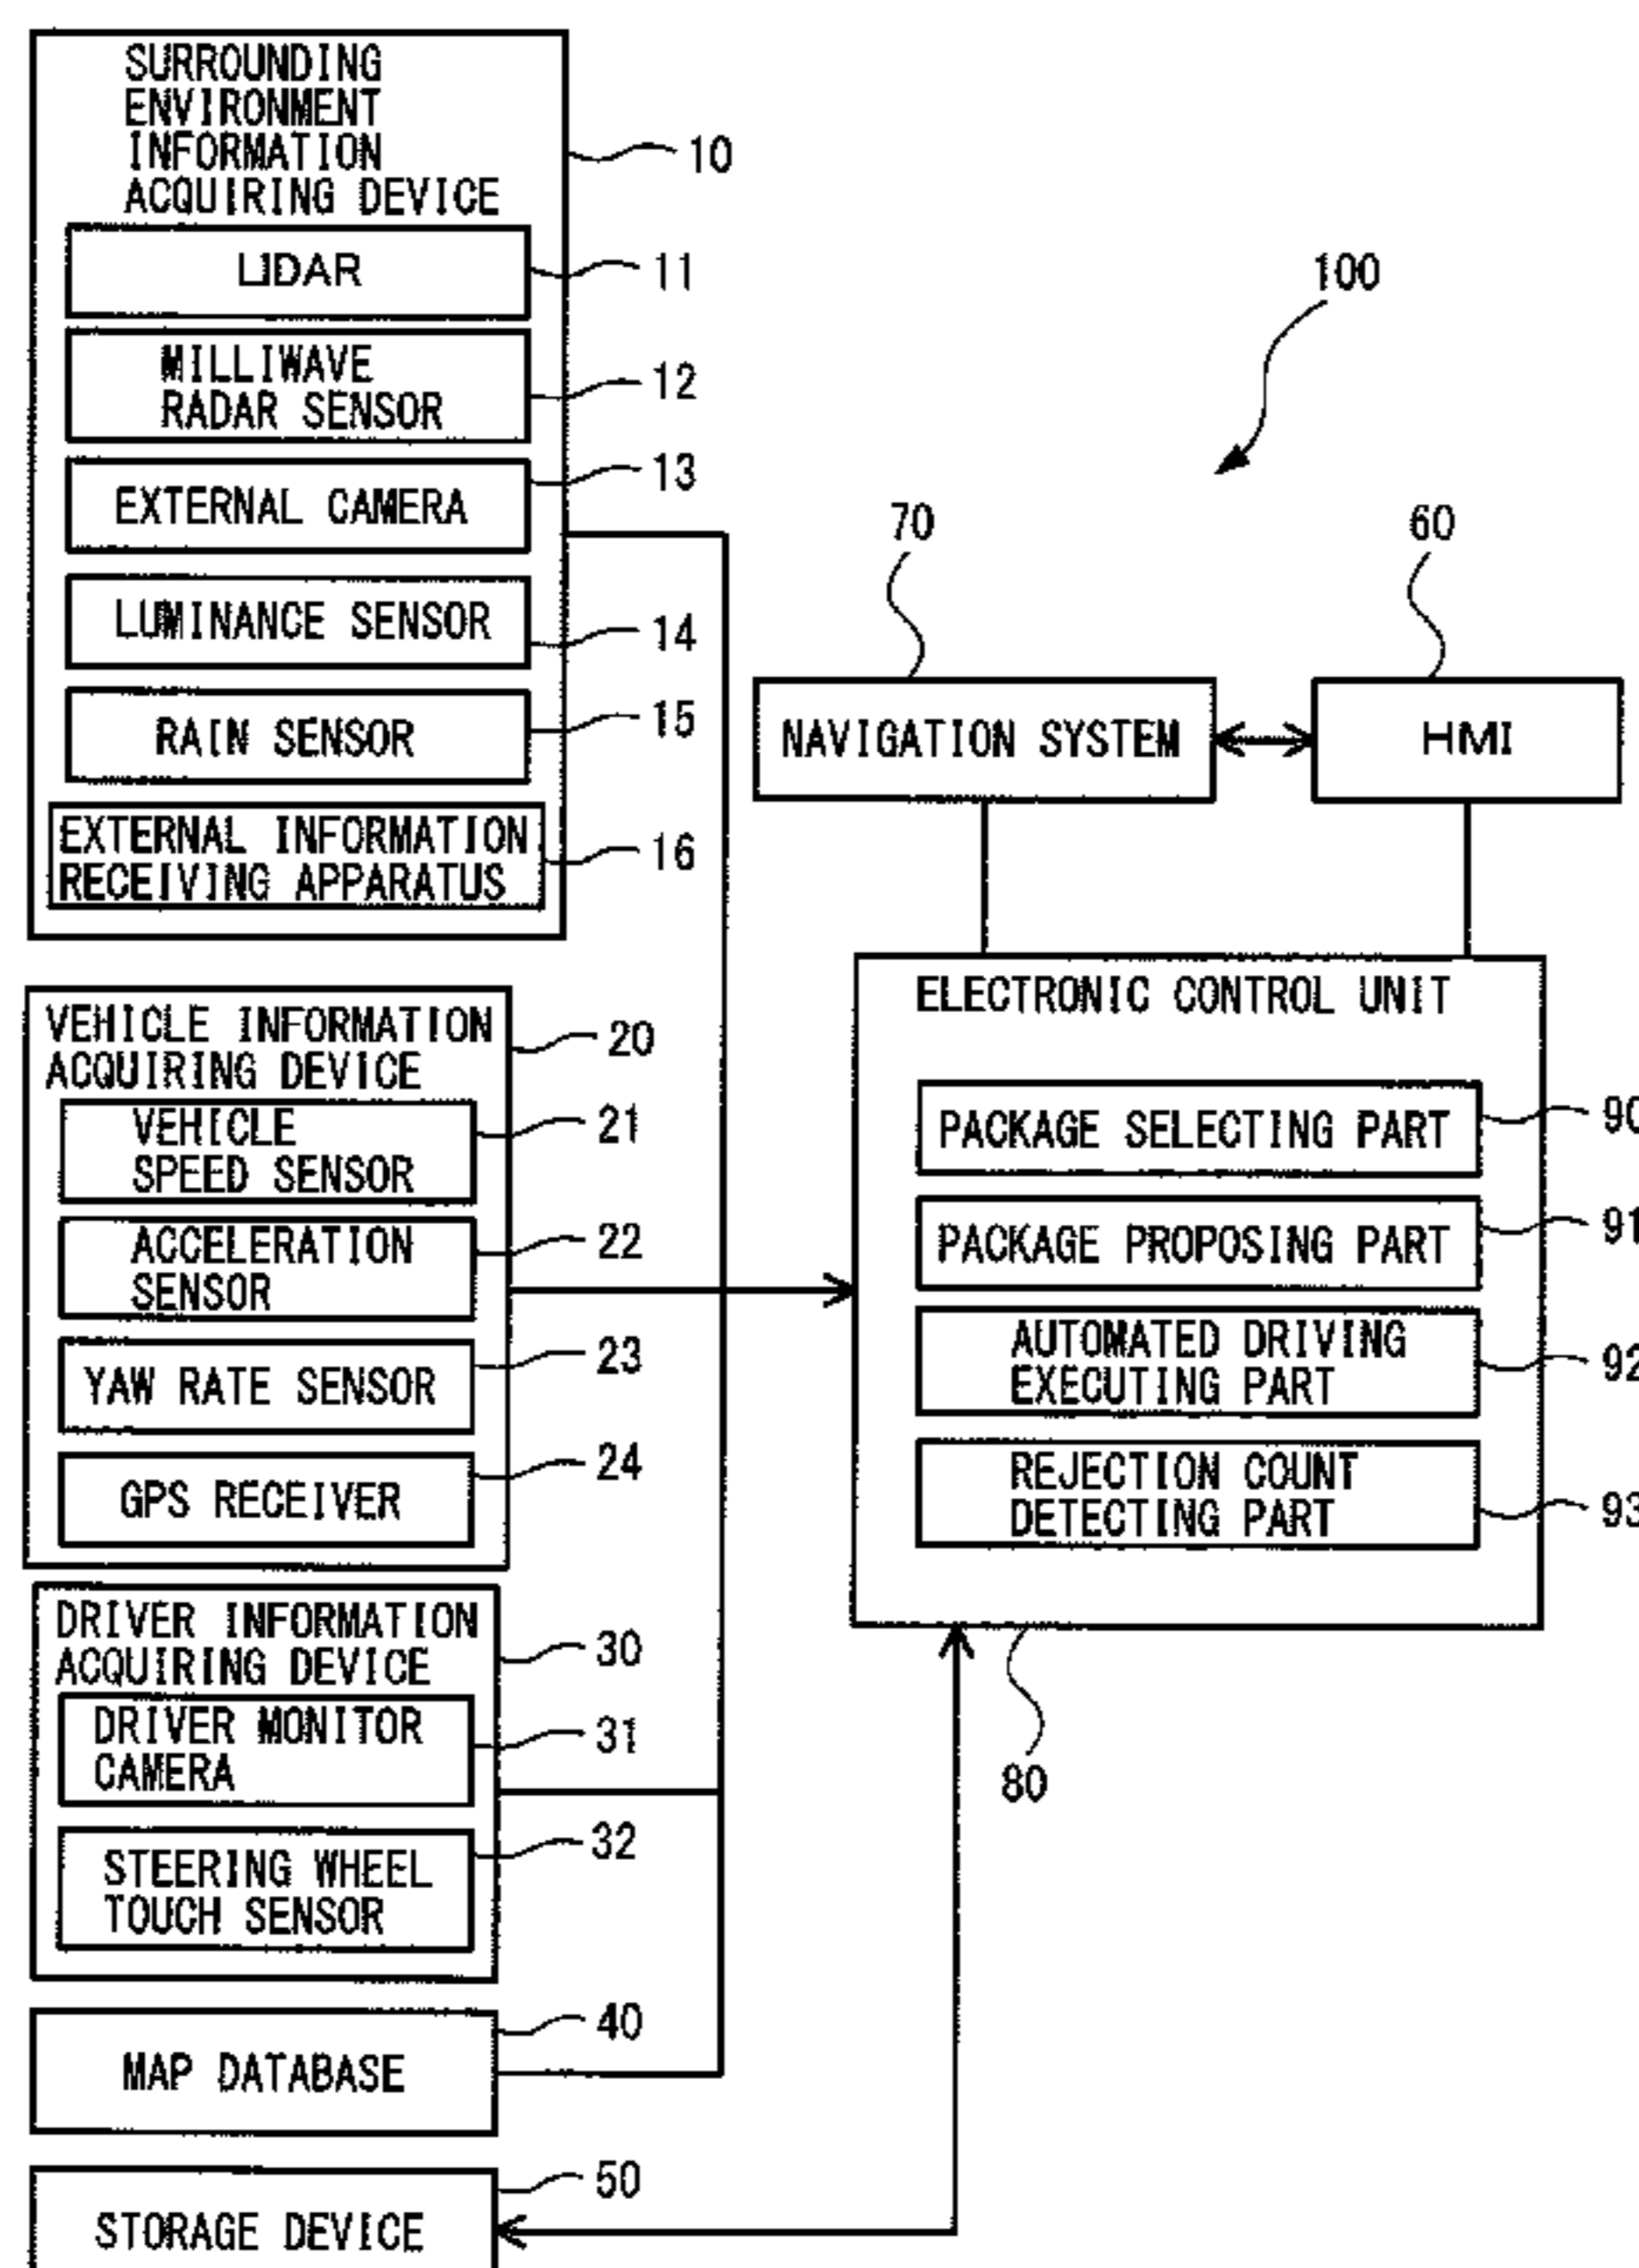 SURROUNDING
ENVIRONMENT
INFORMATION
ACQUIRING DEVICE
10
LIDAR
11
MILLIWAVE
RADAR SENSOR
12
EXTERNAL CAMERA
13
LUMINANCE SENSOR
14
RAIN SENSOR
15
EXTERNAL INFORMATION
RECEIVING APPARATUS
16
VEHICLE INFORMATION
ACQUIRING DEVICE
20
VEHICLE
SPEED SENSOR
21
ACCELERATION
SENSOR
22
YAW RATE SENSOR
23
GPS RECEIVER
24
DRIVER INFORMATION
ACQUIRING DEVICE
30
DRIVER MONITOR
CAMERA
31
STEERING WHEEL
TOUCH SENSOR
32
MAP DATABASE
40
STORAGE DEVICE
50
100
70
NAVIGATION SYSTEM
60
HMI
ELECTRONIC CONTROL UNIT
PACKAGE SELECTING PART
90
PACKAGE PROPOSING PART
91
AUTOMATED DRIVING
EXECUTING PART
92
REJECTION COUNT
DETECTING PART
93
80